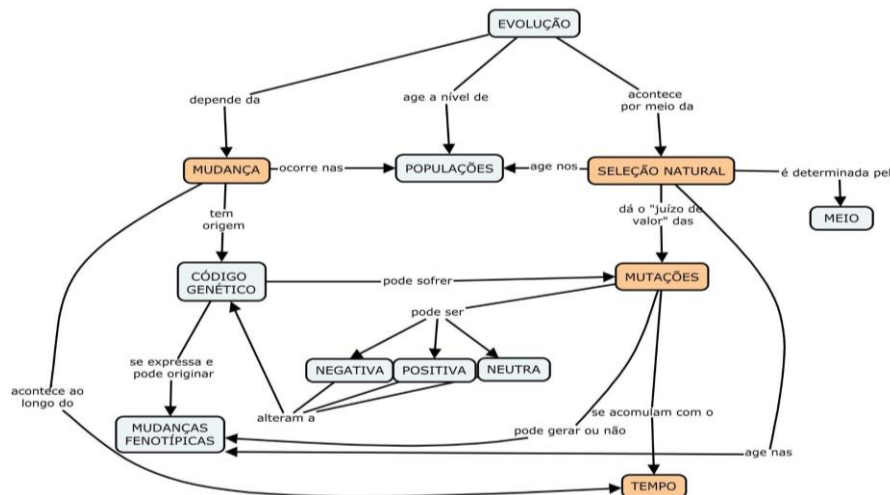 EVOLUÇÃO
depende da
age a nível de
acontece
por meio da
MUDANÇA
ocorre nas
POPULAÇÕES
age nos
SELEÇÃO NATURAL
é determinada pel
tem
origem
dá o "juízo de
valor" das
MEIO
CÓDIGO
GENÉTICO
pode sofrer
MUTAÇÕES
pode ser
se expressa e
pode originar
NEGATIVA
POSITIVA
NEUTRA
acontece ao
longo do
alteram a
se acumulam com o
MUDANÇAS
FENOTÍPICAS
pode gerar ou não
age nas
TEMPO